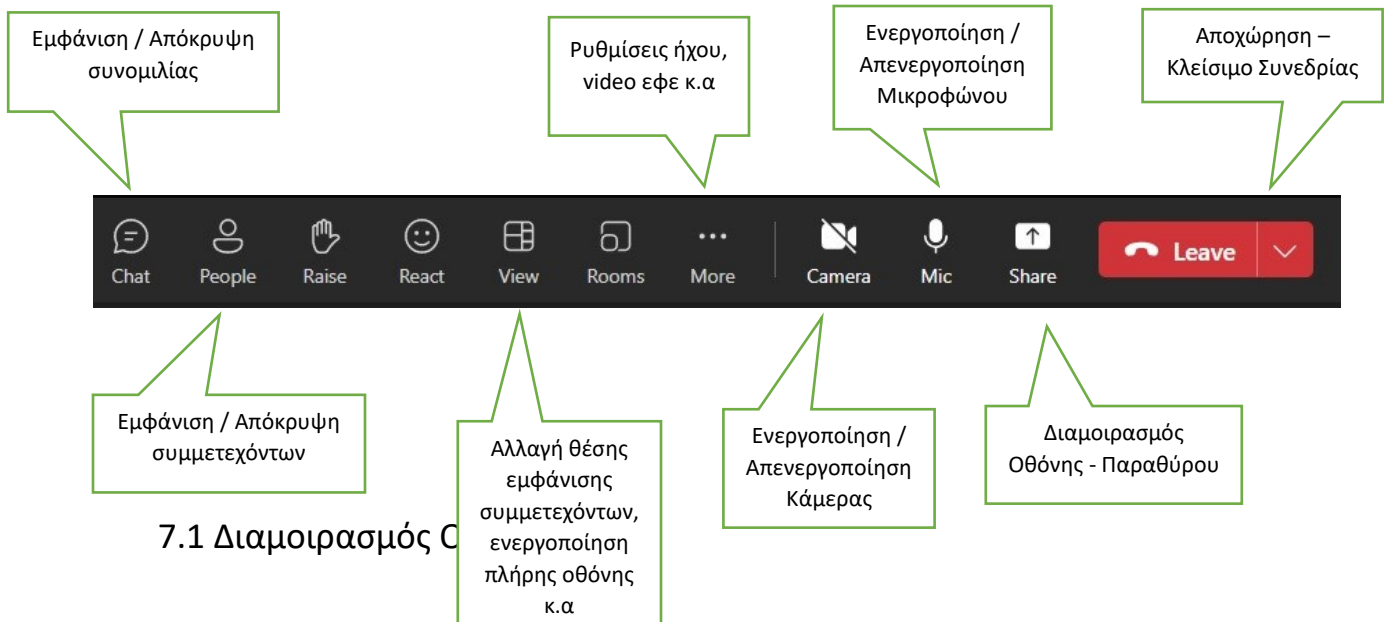 Εμφάνιση / Απόκρυψη
συνομιλίας
Ρυθμίσεις ήχου,
video εφε κ.α
Ενεργοποίηση /
Απενεργοποίηση
Μικροφώνου
Αποχώρηση –
Κλείσιμο Συνεδρίας
Chat People Raise React View Rooms More Camera Mic Share Leave
Εμφάνιση / Απόκρυψη
συμμετεχόντων
Αλλαγή θέσης
εμφάνισης
συμμετεχόντων,
ενεργοποίηση
πλήρης οθόνης
κ.α
Ενεργοποίηση /
Απενεργοποίηση
Κάμερας
Διαμοιρασμός
Οθόνης - Παραθύρου
7.1 Διαμοιρασμός